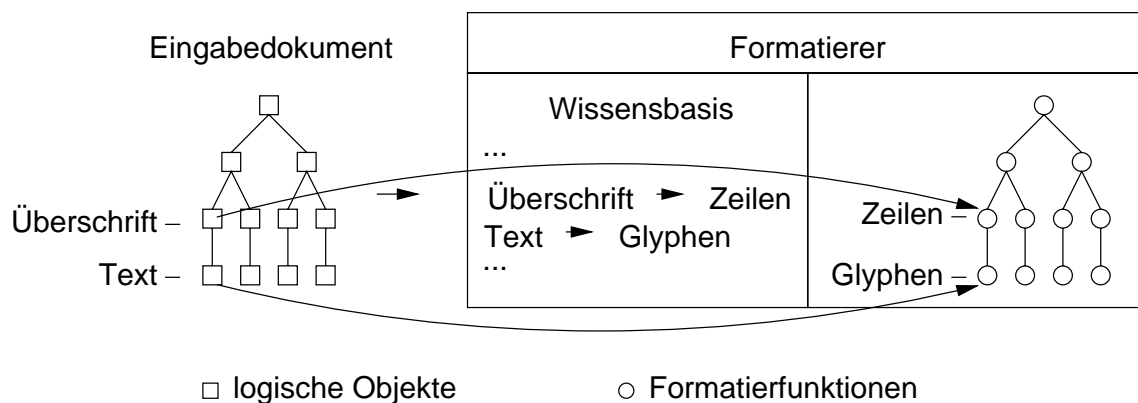 Eingabedokument
Formatierer
Wissensbasis
...
Überschrift – Überschrift Zeilen Zeilen –
Text – Text Glyphen Glyphen –
...
logische Objekte Formatierfunktionen